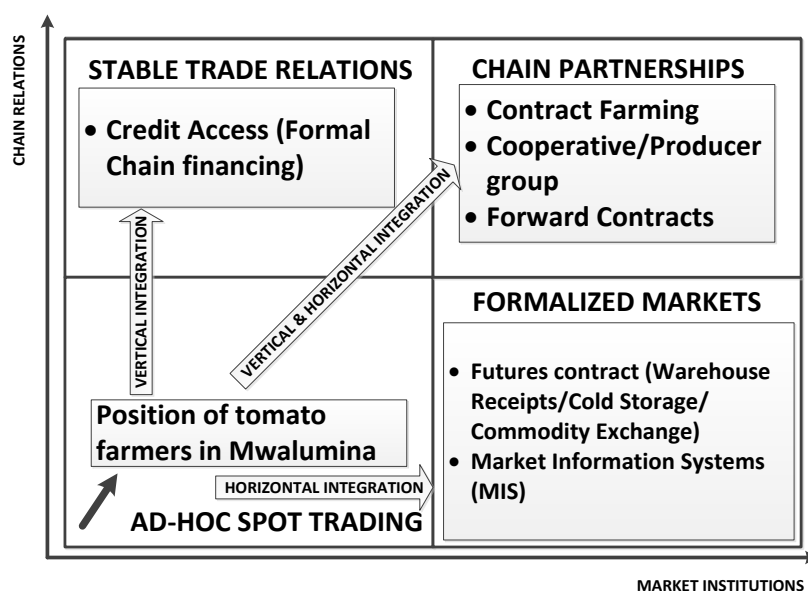 CHAIN RELATIONS
STABLE TRADE RELATIONS
• Credit Access (Formal
Chain financing)
CHAIN PARTNERSHIPS
• Contract Farming
• Cooperative/Producer
group
• Forward Contracts
VERTICAL INTEGRATION
VERTICAL & HORIZONTAL INTEGRATION
Position of tomato
farmers in Mwalumina
HORIZONTAL INTEGRATION
AD-HOC SPOT TRADING
FORMALIZED MARKETS
• Futures contract (Warehouse
Receipts/Cold Storage/
Commodity Exchange)
• Market Information Systems
(MIS)
MARKET INSTITUTIONS